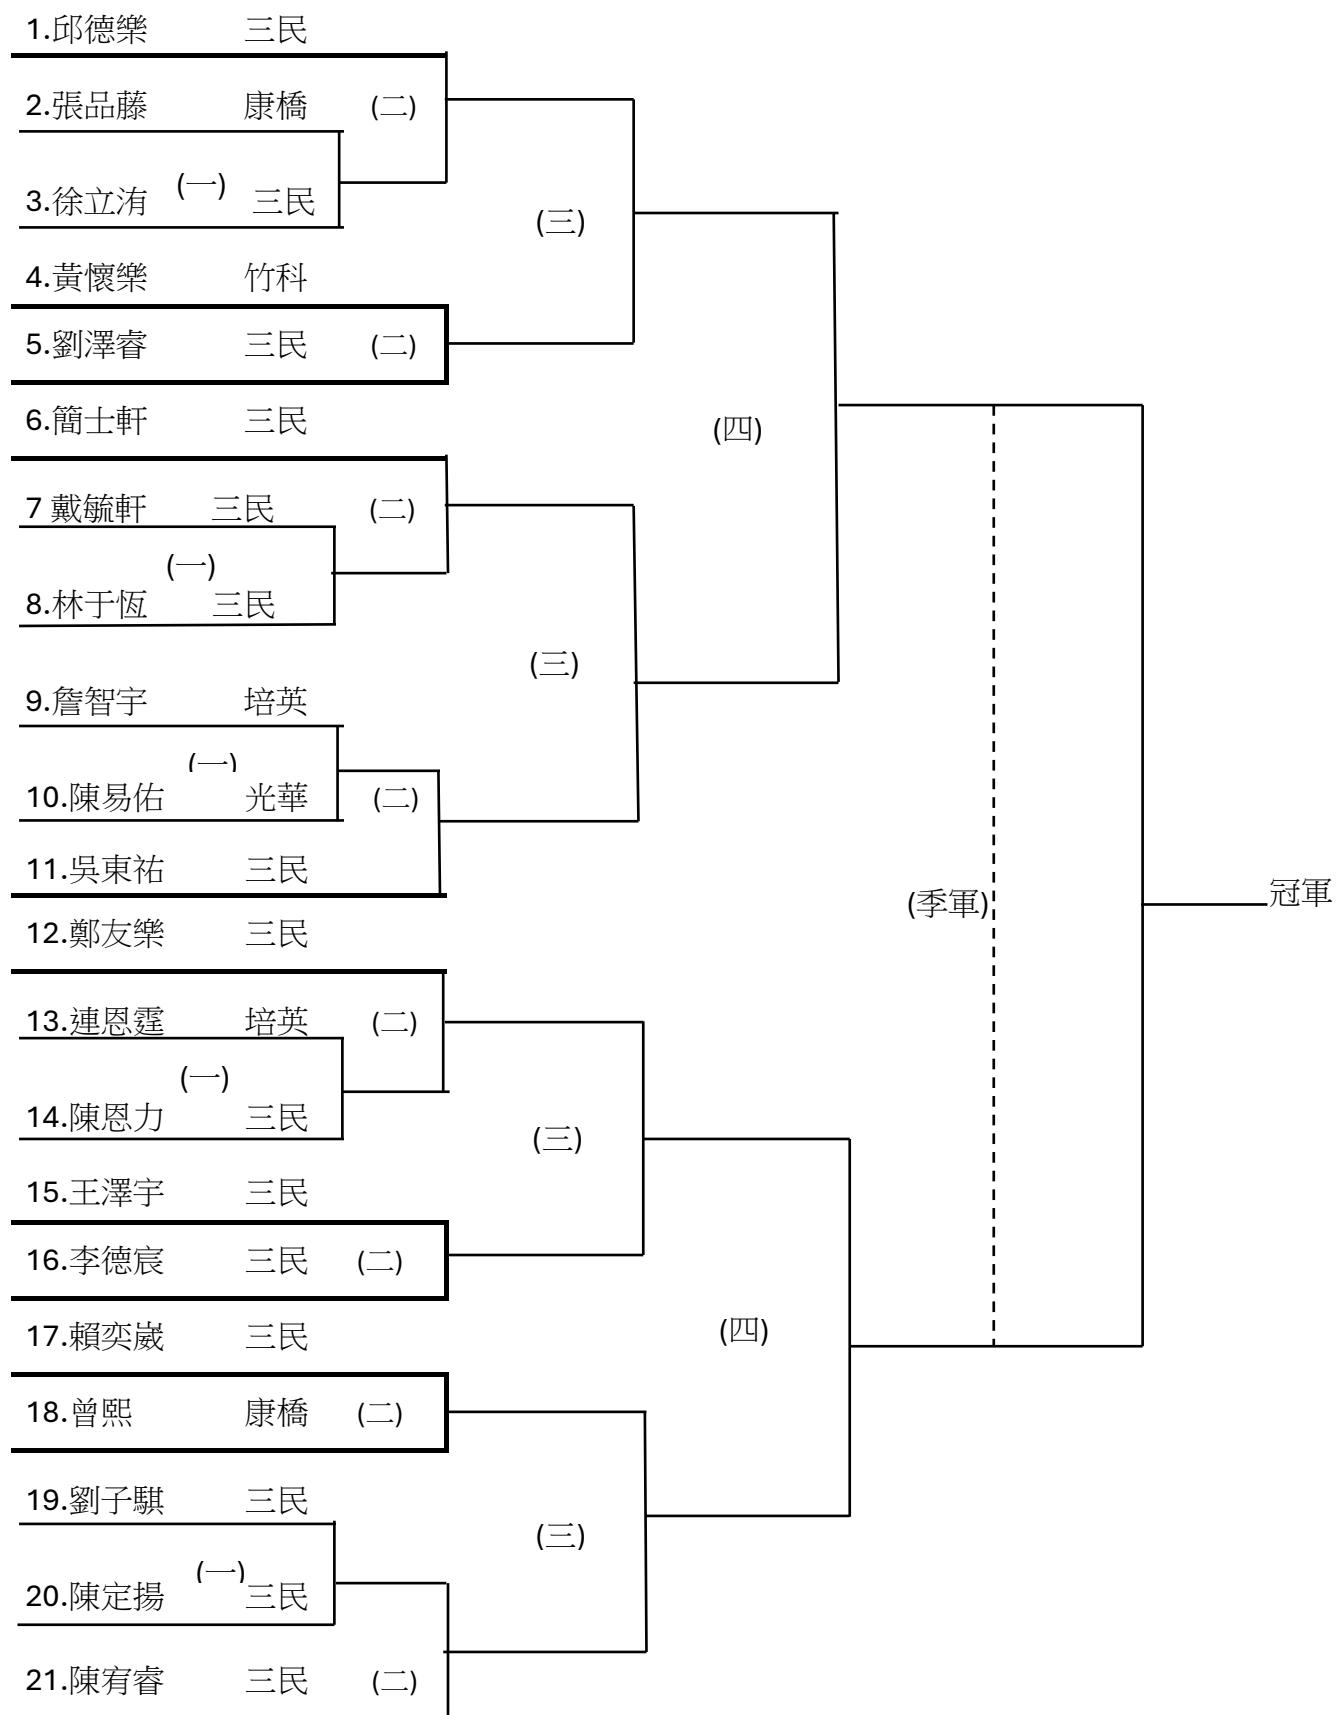 1.邱德樂 三民
2.張品藤 康橋 (二)
(一)
3.徐立洧 三民
(三)
4.黃懷樂 竹科
5.劉澤睿 三民 (二)
6.簡士軒 三民
(四)
7 戴毓軒 三民 (二)
(一)
8.林于恆 三民
(三)
9.詹智宇 培英
(一)
10.陳易佑 光華 (二)
11.吳東祐 三民
(季軍) 冠軍
12.鄭友樂 三民
13.連恩霆 培英 (二)
(一)
14.陳恩力 三民
(三)
15.王澤宇 三民
16.李德宸 三民 (二)
17.賴奕崴 三民
(四)
18.曾熙 康橋 (二)
19.劉子騏 三民
(三)
(一)
20.陳定揚 三民
21.陳宥睿 三民 (二)